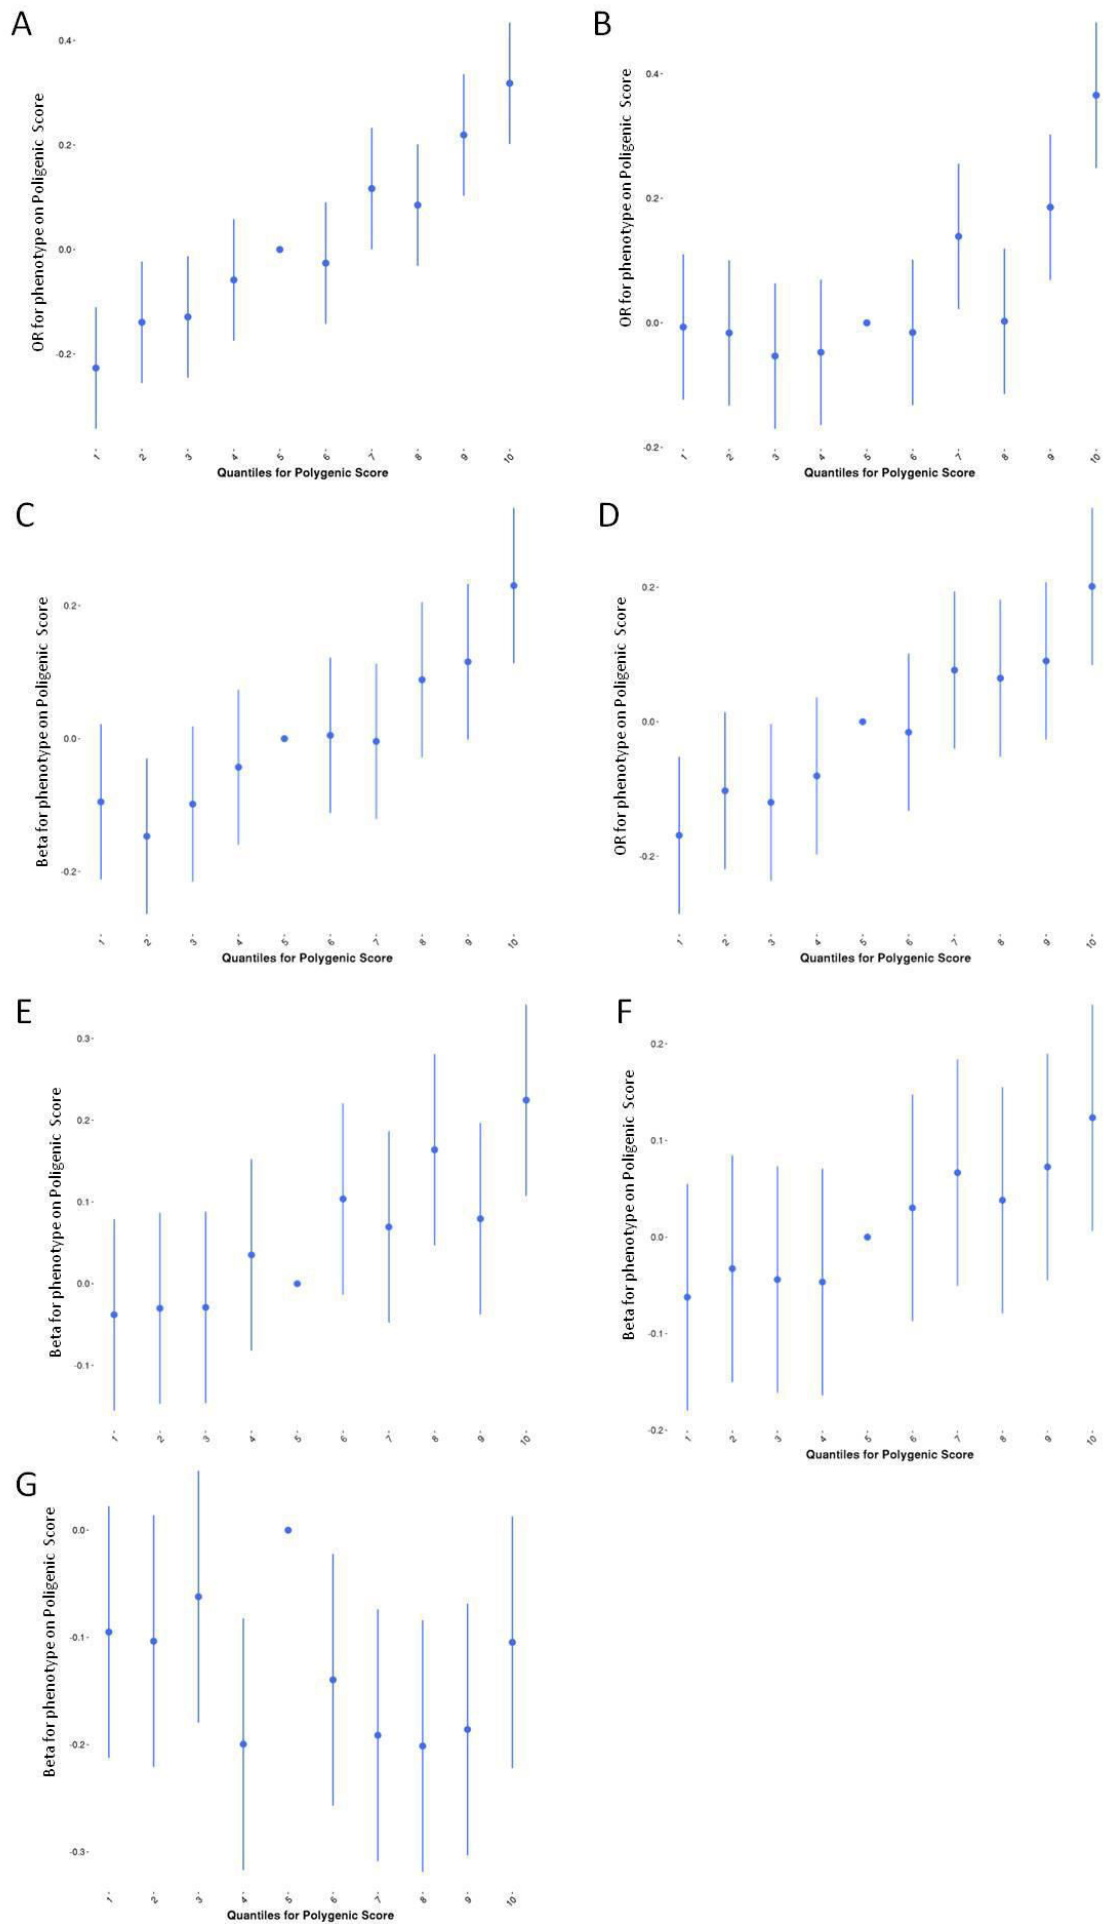 A
OR for phenotype on Poligenic Score
0.4-
0.2-
0.0-
-0.2-
1 2 3 4 5 6 7 8 9 10
Quantiles for Polygenic Score
B
OR for phenotype on Poligenic Score
0.4-
0.2-
0.0-
-0.2-
1 2 3 4 5 6 7 8 9 10
Quantiles for Polygenic Score
C
Beta for phenotype on Poligenic Score
0.2-
0.0-
-0.2-
1 2 3 4 5 6 7 8 9 10
Quantiles for Polygenic Score
D
OR for phenotype on Poligenic Score
0.2-
0.0-
-0.2-
1 2 3 4 5 6 7 8 9 10
Quantiles for Polygenic Score
E
Beta for phenotype on Poligenic Score
0.3-
0.2-
0.1-
0.0-
-0.1-
1 2 3 4 5 6 7 8 9 10
F
Beta for phenotype on Poligenic Score
0.2-
0.1-
0.0-
-0.1-
-0.2-
1 2 3 4 5 6 7 8 9 10
Quantiles for Polygenic Score
G
Beta for phenotype on Poligenic Score
0.0-
-0.1-
-0.2-
-0.3-
1 2 3 4 5 6 7 8 9 10
Quantiles for Polygenic Score